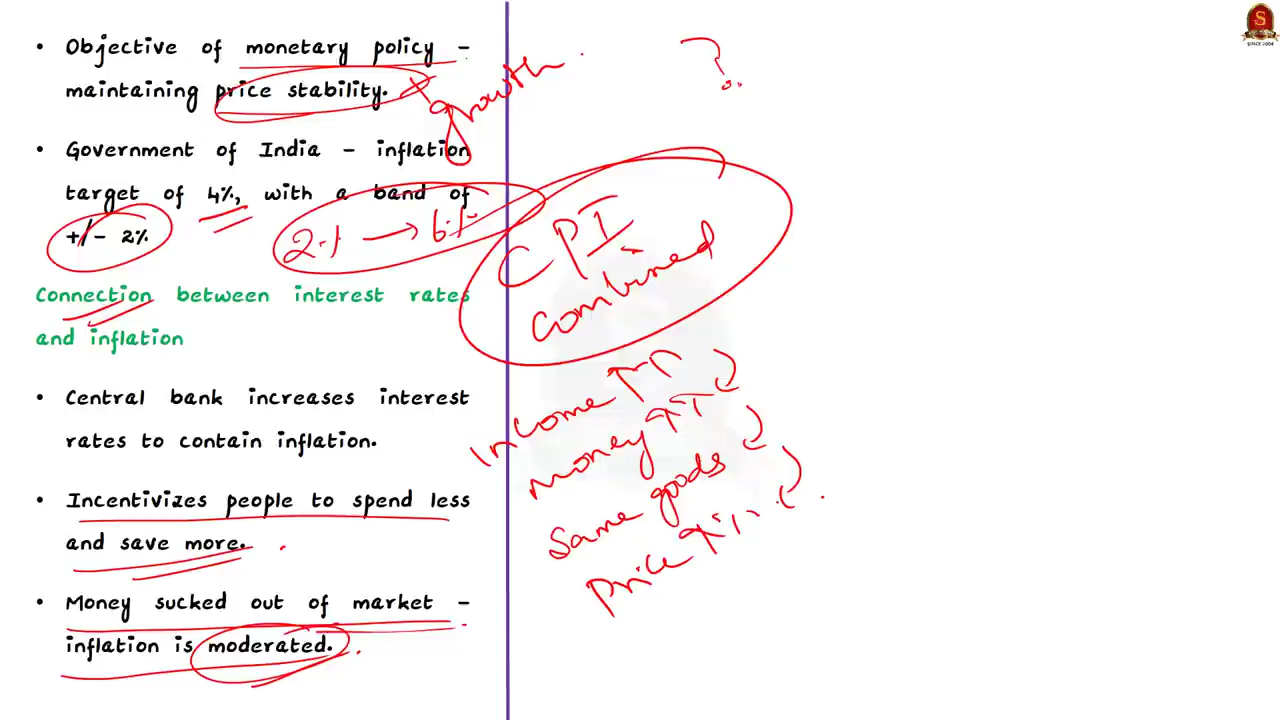 • Objective of monetary policy –
maintaining price stability.
+ growth.
• Government of India – inflation
target of 4%, with a band of
+/- 2%
2% → 6%
Connection between interest rates
and inflation
• Central bank increases interest
rates to contain inflation.
• Incentivizes people to spend less
and save more.
• Money sucked out of market –
inflation is moderated.
?
CPI
combined
Income ↑↑
money ↑↑
Same goods
Price ↑↑
S
SINCE 2004